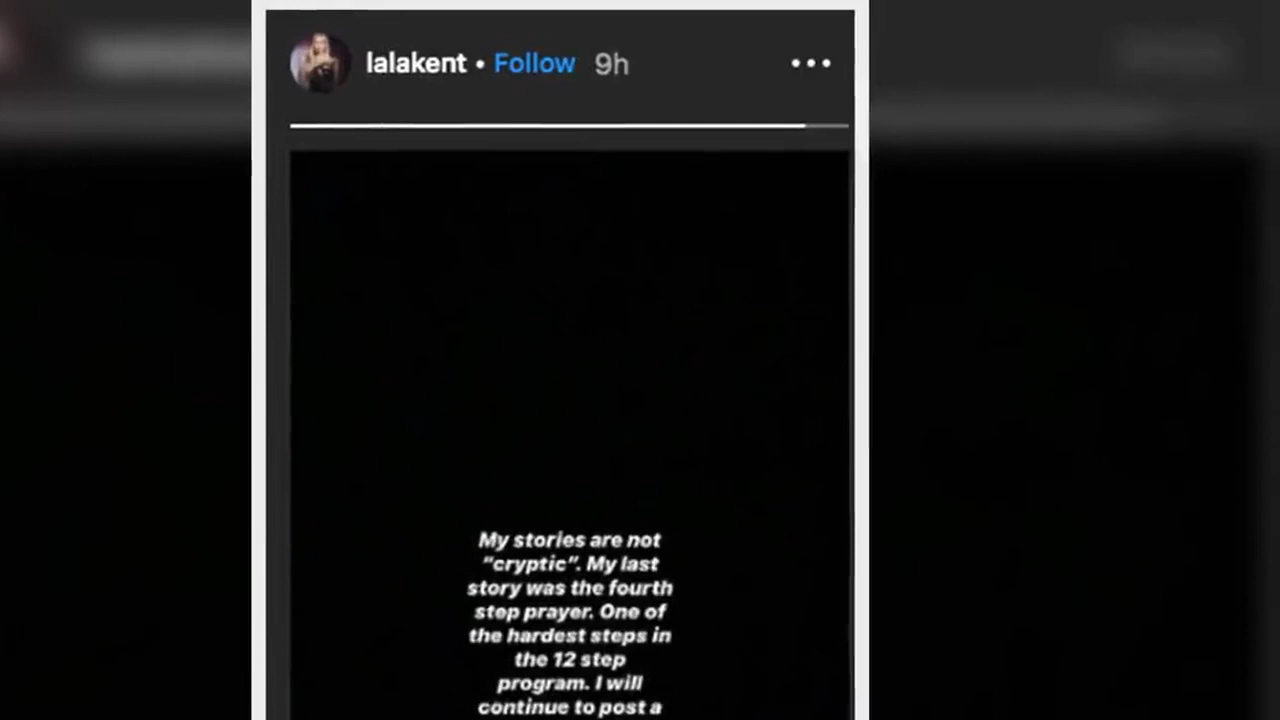 lalakent • Follow 9h
My stories are not
"cryptic". My last
story was the fourth
step prayer. One of
the hardest steps in
the 12 step
program. I will
continue to post a